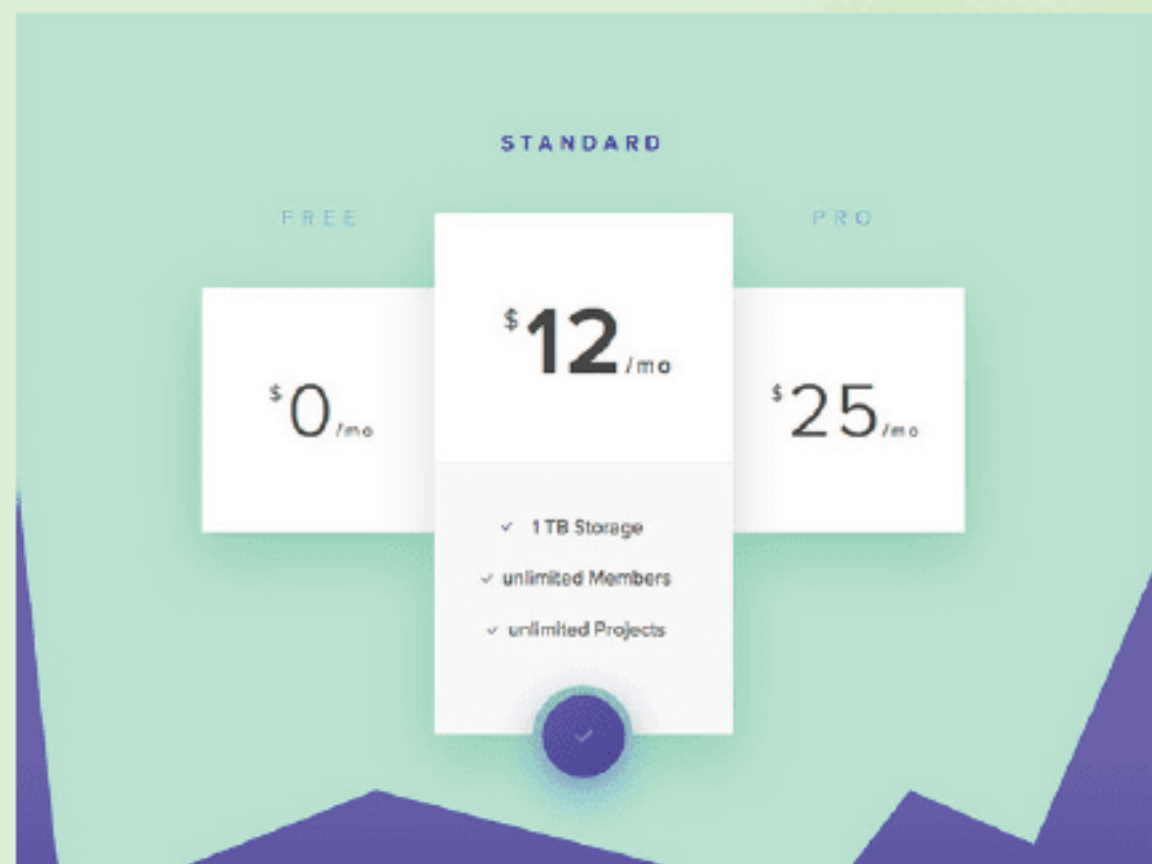 STANDARD
FREE
PRO
$12/mo
$0/mo
$25/mo
1 TB Storage
unlimited Members
unlimited Projects